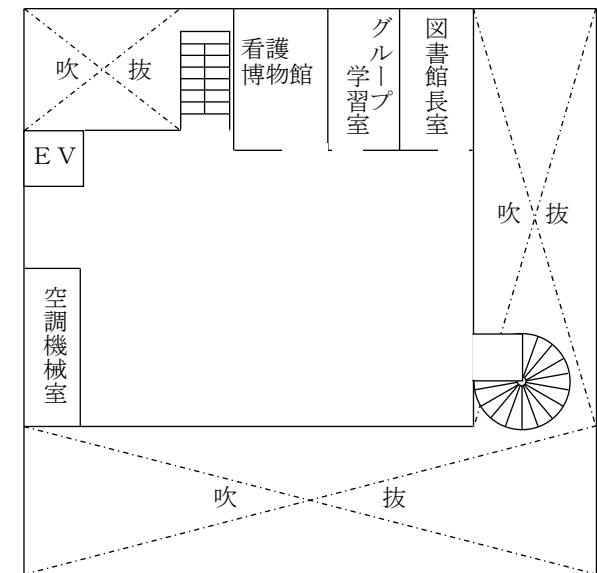 吹 抜
看護
博物館
グループ
学習室
図書館長室
ＥＶ
吹 抜
空調機械室
吹 抜